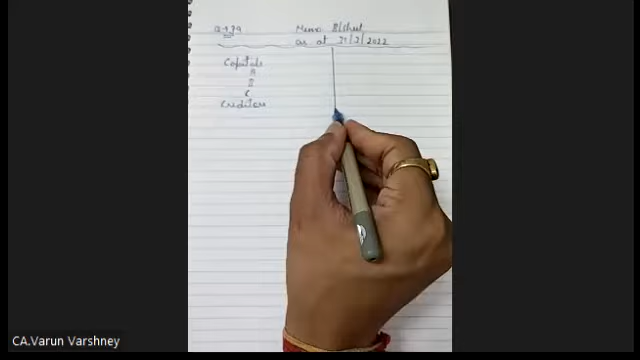 Memo B/Sheet
as at 31/3/2022
Capitals
A
B
C
Creditors
CA.Varun Varshney